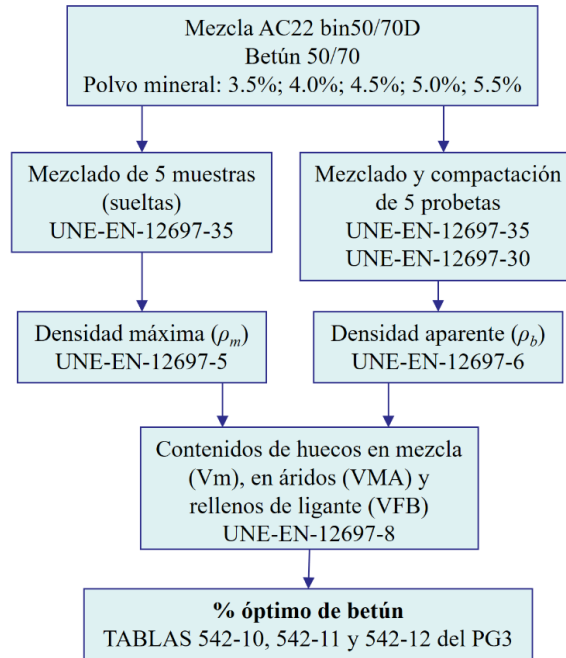 Mezcla AC22 bin50/70D
Betún 50/70
Polvo mineral: 3.5%; 4.0%; 4.5%; 5.0%; 5.5%
Mezclado de 5 muestras
(sueltas)
UNE-EN-12697-35
Mezclado y compactación
de 5 probetas
UNE-EN-12697-35
UNE-EN-12697-30
Densidad máxima (ρm)
UNE-EN-12697-5
Densidad aparente (ρb)
UNE-EN-12697-6
Contenidos de huecos en mezcla
(Vm), en áridos (VMA) y
rellenos de ligante (VFB)
UNE-EN-12697-8
% óptimo de betún
TABLAS 542-10, 542-11 y 542-12 del PG3